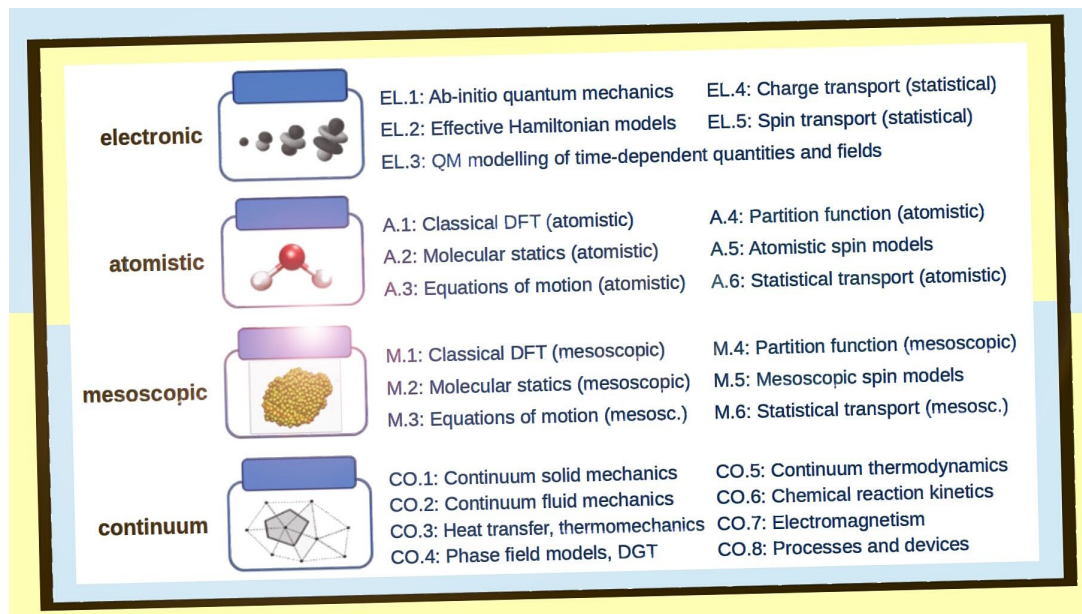 electronic
EL.1: Ab-initio quantum mechanics
EL.2: Effective Hamiltonian models
EL.3: QM modelling of time-dependent quantities and fields
EL.4: Charge transport (statistical)
EL.5: Spin transport (statistical)
atomistic
A.1: Classical DFT (atomistic)
A.2: Molecular statics (atomistic)
A.3: Equations of motion (atomistic)
A.4: Partition function (atomistic)
A.5: Atomistic spin models
A.6: Statistical transport (atomistic)
mesoscopic
M.1: Classical DFT (mesoscopic)
M.2: Molecular statics (mesoscopic)
M.3: Equations of motion (mesosc.)
M.4: Partition function (mesoscopic)
M.5: Mesoscopic spin models
M.6: Statistical transport (mesosc.)
continuum
CO.1: Continuum solid mechanics
CO.2: Continuum fluid mechanics
CO.3: Heat transfer, thermomechanics
CO.4: Phase field models, DGT
CO.5: Continuum thermodynamics
CO.6: Chemical reaction kinetics
CO.7: Electromagnetism
CO.8: Processes and devices